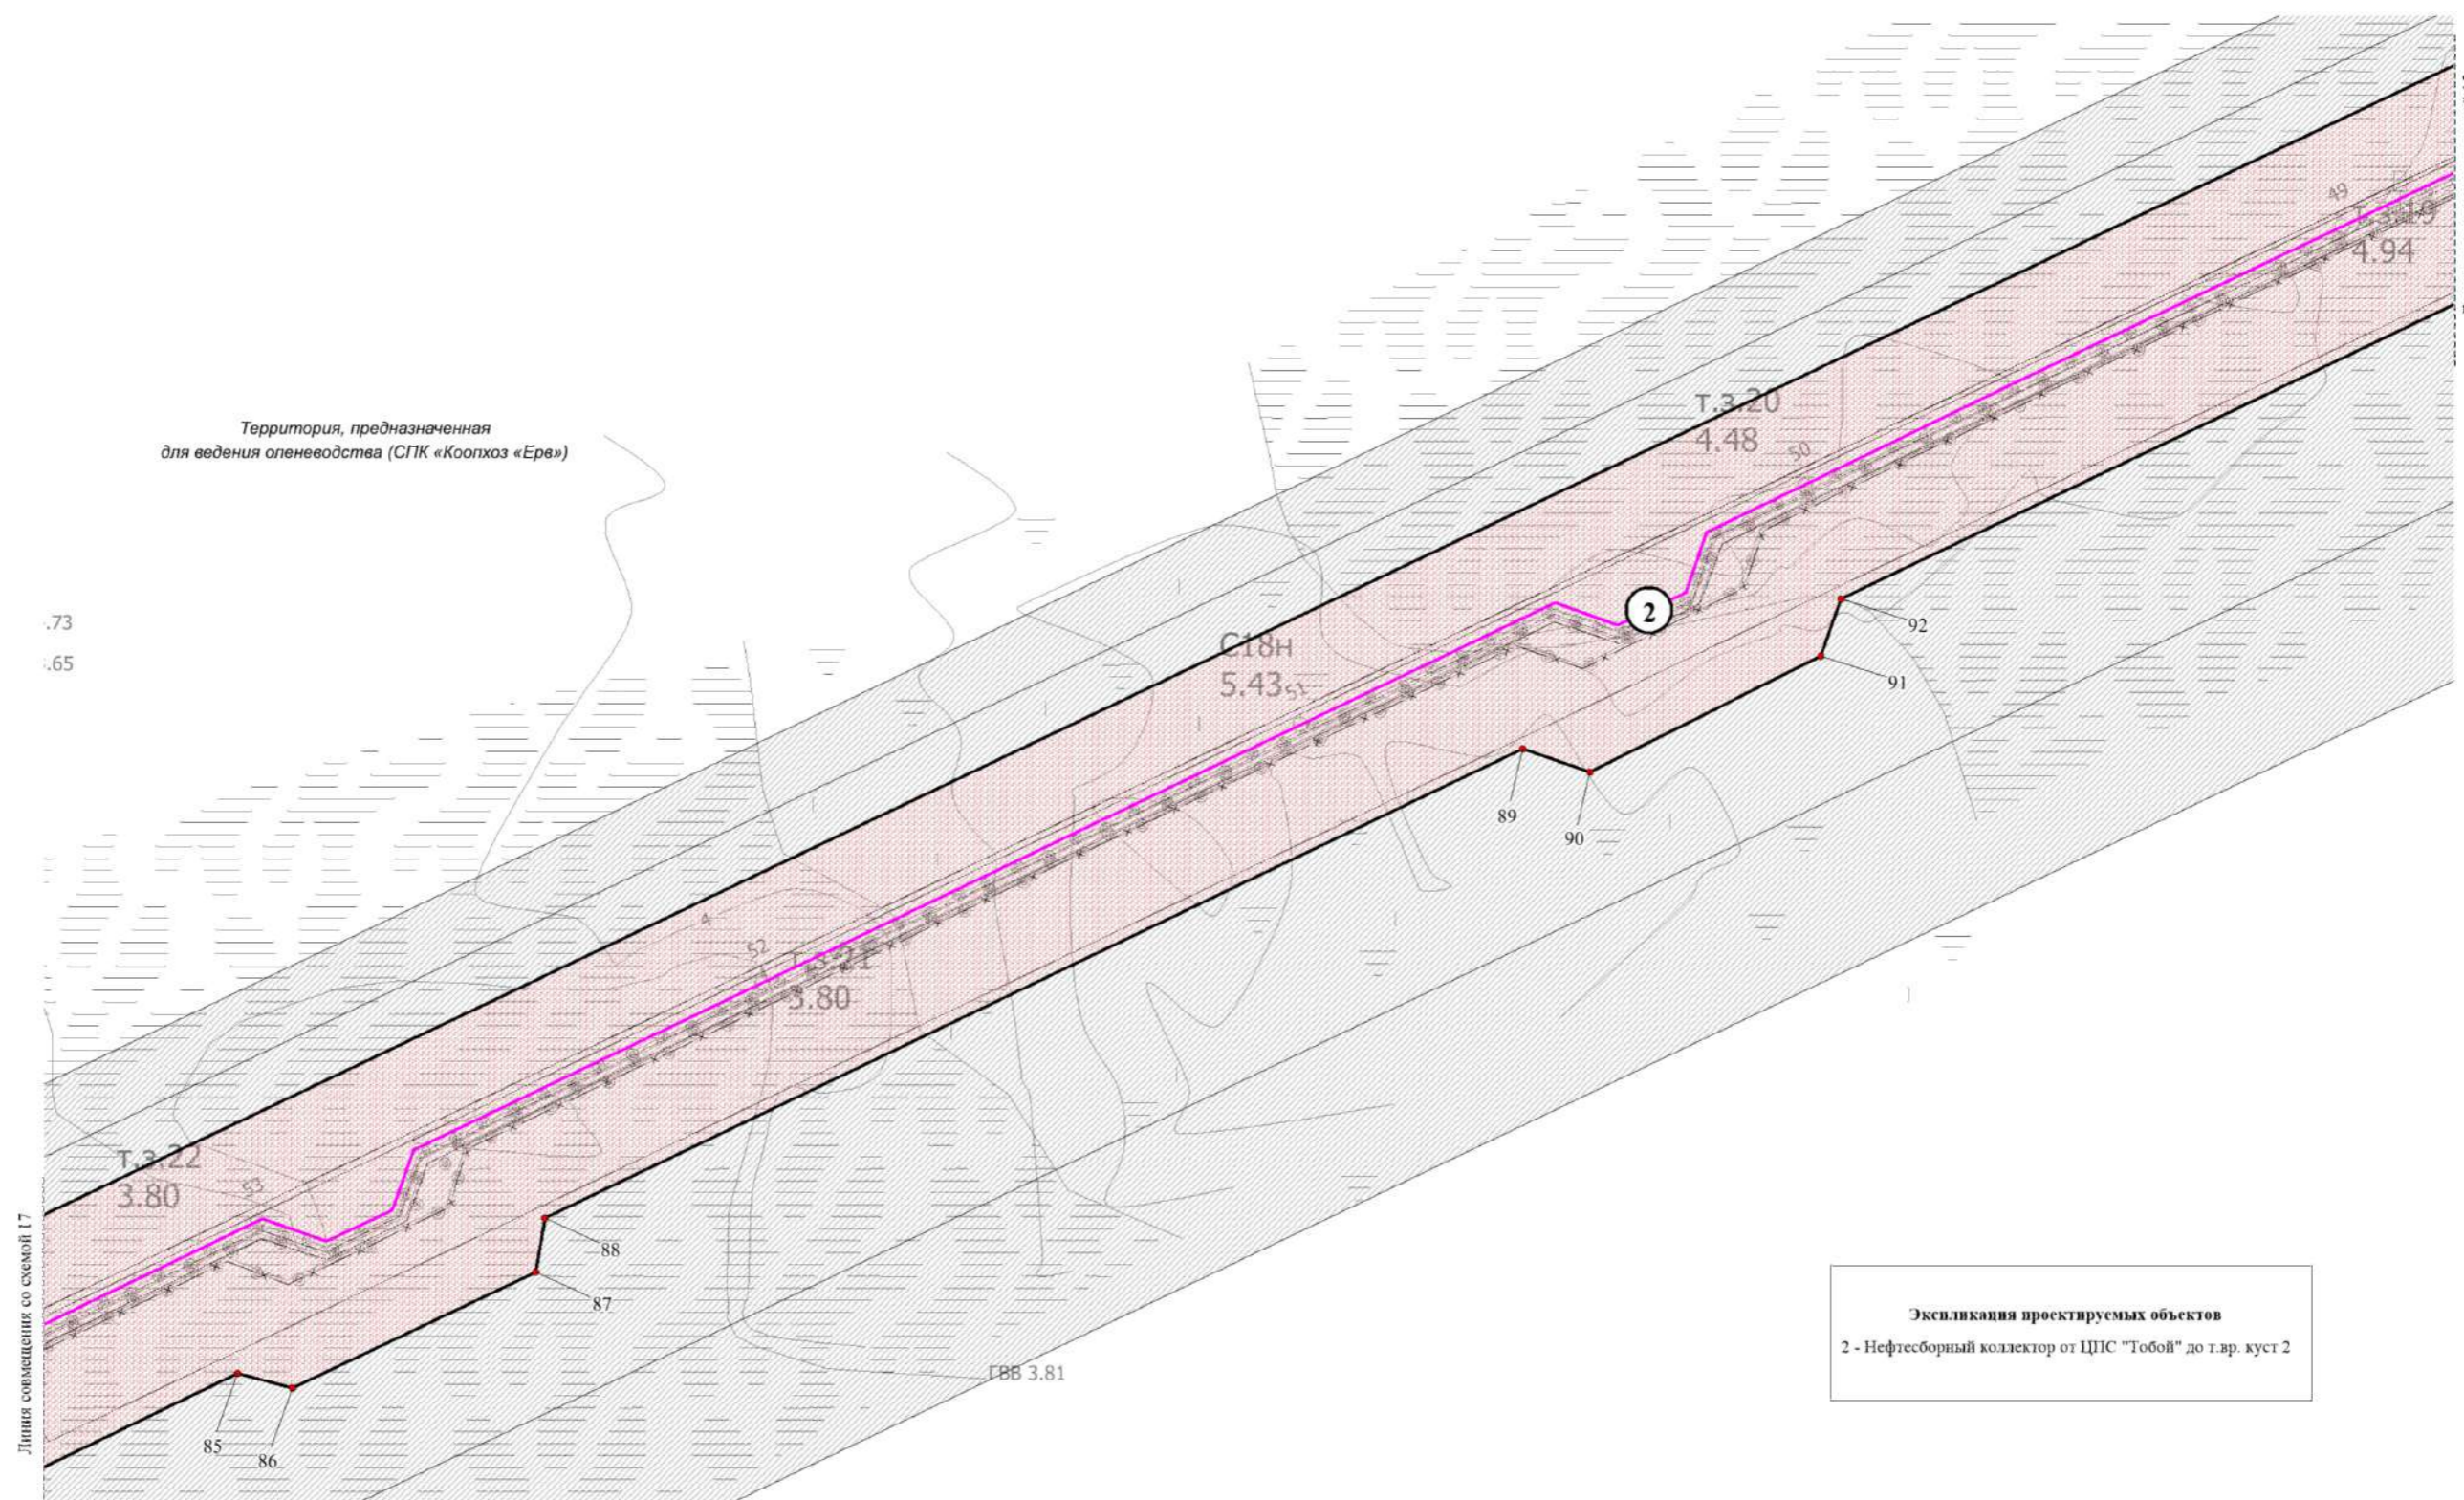 49
4.94
т.з.20
4.48
50
Территория, предназначенная
для ведения оленеводства (СПК «Коопхоз «Ерв»)
2
.73
.65
92
С18н
5.43
51
91
89
90
4
52
т.з.21
3.80
т.з.22
3.80
53
88
87
Линия совмещения со схемой 17
Экспликация проектируемых объектов
2 - Нефтесборный коллектор от ЦПС "Тобой" до т.вр. куст 2
ГВВ 3.81
85
86